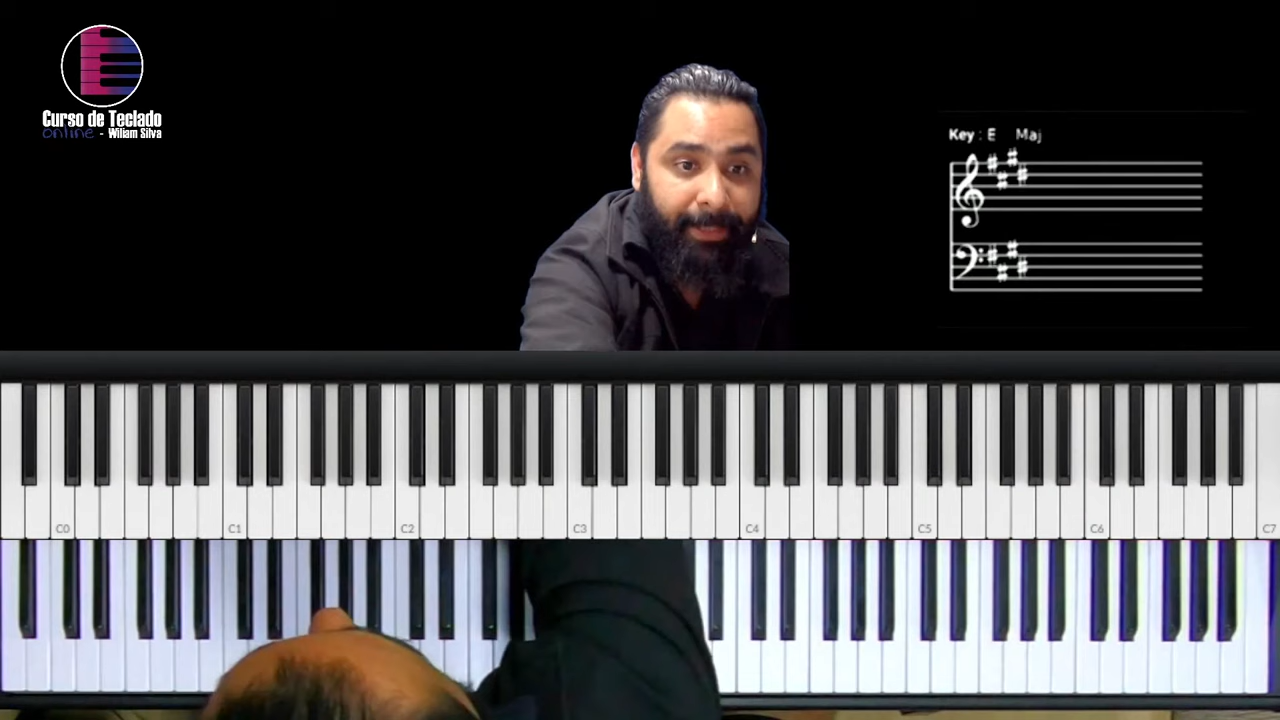 Curso de Teclado
online - Wiliam Silva
Key : E Maj
C0 C1 C2 C3 C4 C5 C6 C7